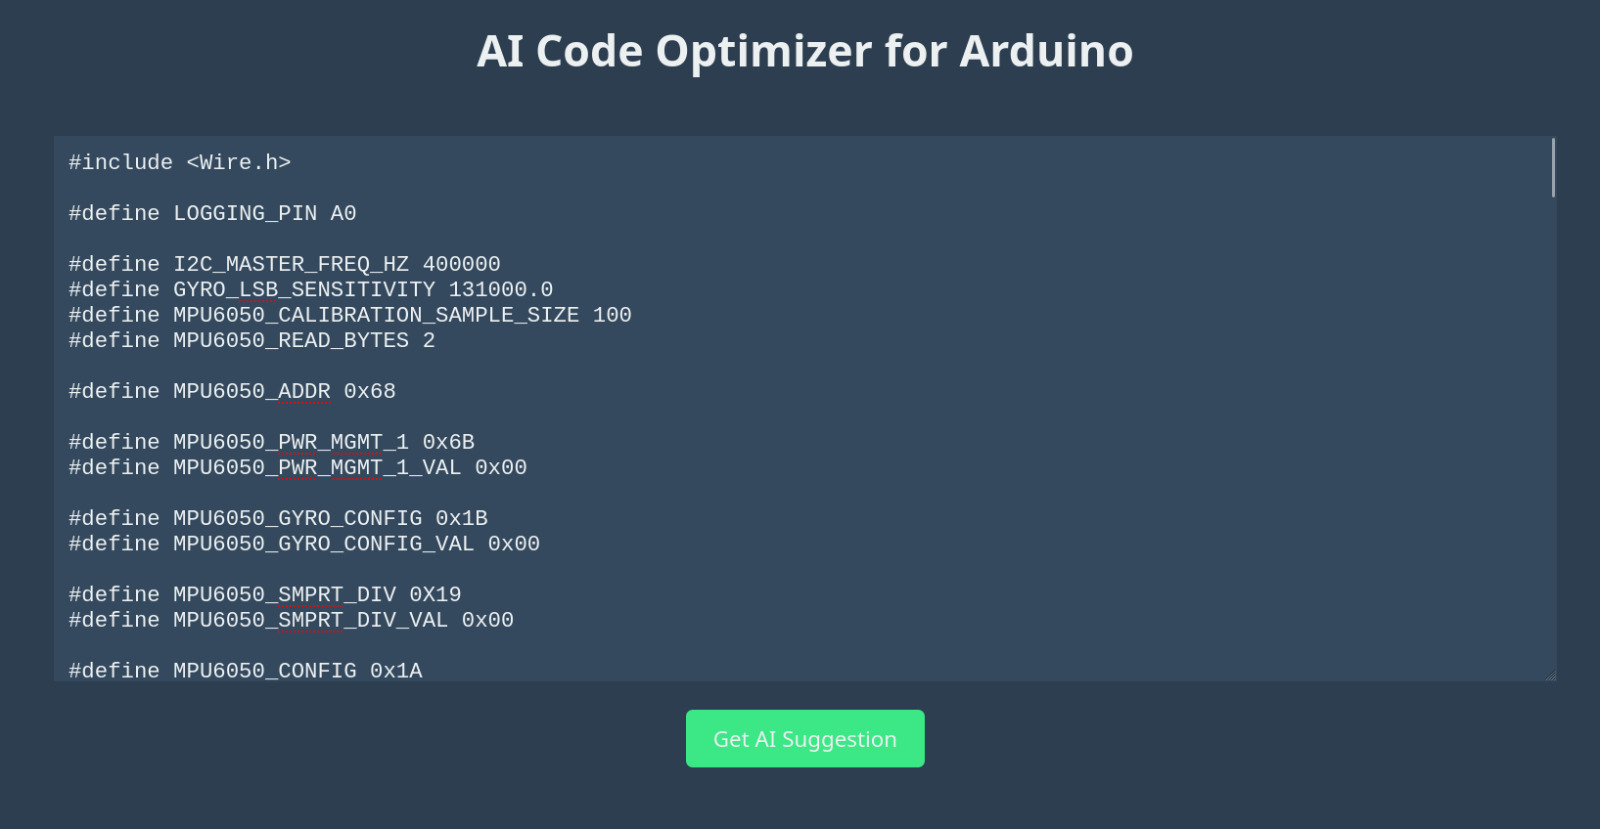 AI Code Optimizer for Arduino
#include <Wire.h>
#define LOGGING_PIN A0
#define I2C_MASTER_FREQ_HZ 400000
#define GYRO_LSB_SENSITIVITY 131000.0
#define MPU6050_CALIBRATION_SAMPLE_SIZE 100
#define MPU6050_READ_BYTES 2
#define MPU6050_ADDR 0x68
#define MPU6050_PWR_MGMT_1 0x6B
#define MPU6050_PWR_MGMT_1_VAL 0x00
#define MPU6050_GYRO_CONFIG 0x1B
#define MPU6050_GYRO_CONFIG_VAL 0x00
#define MPU6050_SMPRT_DIV 0X19
#define MPU6050_SMPRT_DIV_VAL 0x00
#define MPU6050_CONFIG 0x1A
Get AI Suggestion